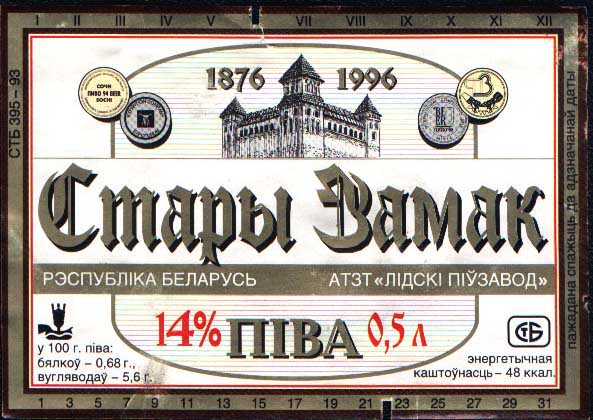 I II III IV V VII VIII IX X XI XII
СТБ 395 – 93
1876 1996
СОЧИ
ПИВО 94 BEER
SOCHI
Стары Замак
РЭСПУБЛІКА БЕЛАРУСЬ
АТЗТ «ЛІДСКІ ПІЎЗАВОД»
14% ПІВА 0,5 л
у 100 г. піва:
бялкоў – 0,68 г.,
вугляводаў – 5,6 г.,
СТБ
энергетычная
каштоўнасць – 48 ккал.
пажадана спажыць да адзначанай даты
1 3 5 7 9 11 13 15 17 19 21 23 25 27 29 31